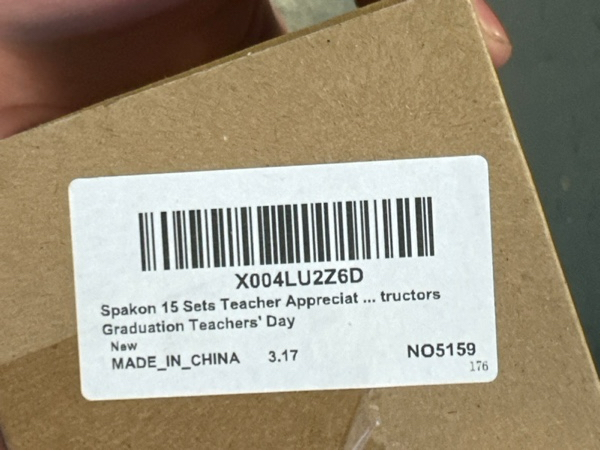 X004LU2Z6D
Spakon 15 Sets Teacher Appreciat ... tructors
Graduation Teachers' Day
New
MADE_IN_CHINA 3.17 NO5159
176